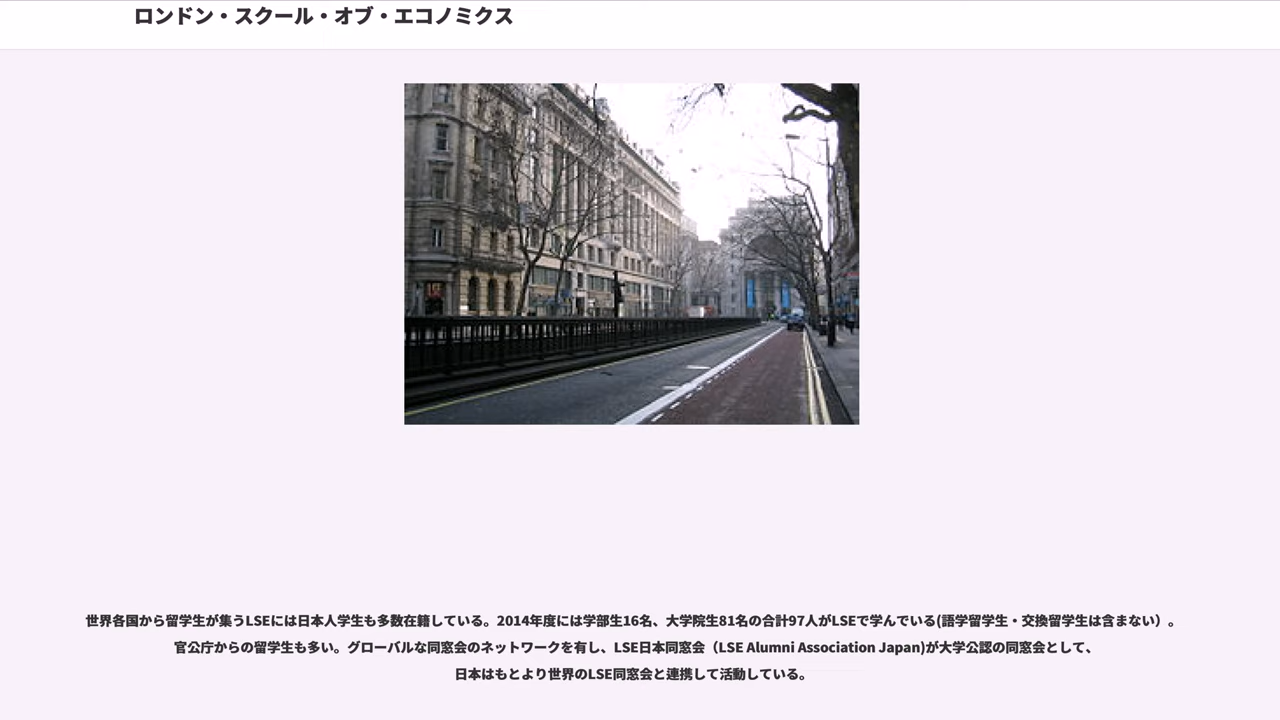 ロンドン・スクール・オブ・エコノミクス
世界各国から留学生が集うLSEには日本人学生も多数在籍している。2014年度には学部生16名、大学院生81名の合計97人がLSEで学んでいる(語学留学生・交換留学生は含まない）。
官公庁からの留学生も多い。グローバルな同窓会のネットワークを有し、LSE日本同窓会（LSE Alumni Association Japan)が大学公認の同窓会として、
日本はもとより世界のLSE同窓会と連携して活動している。